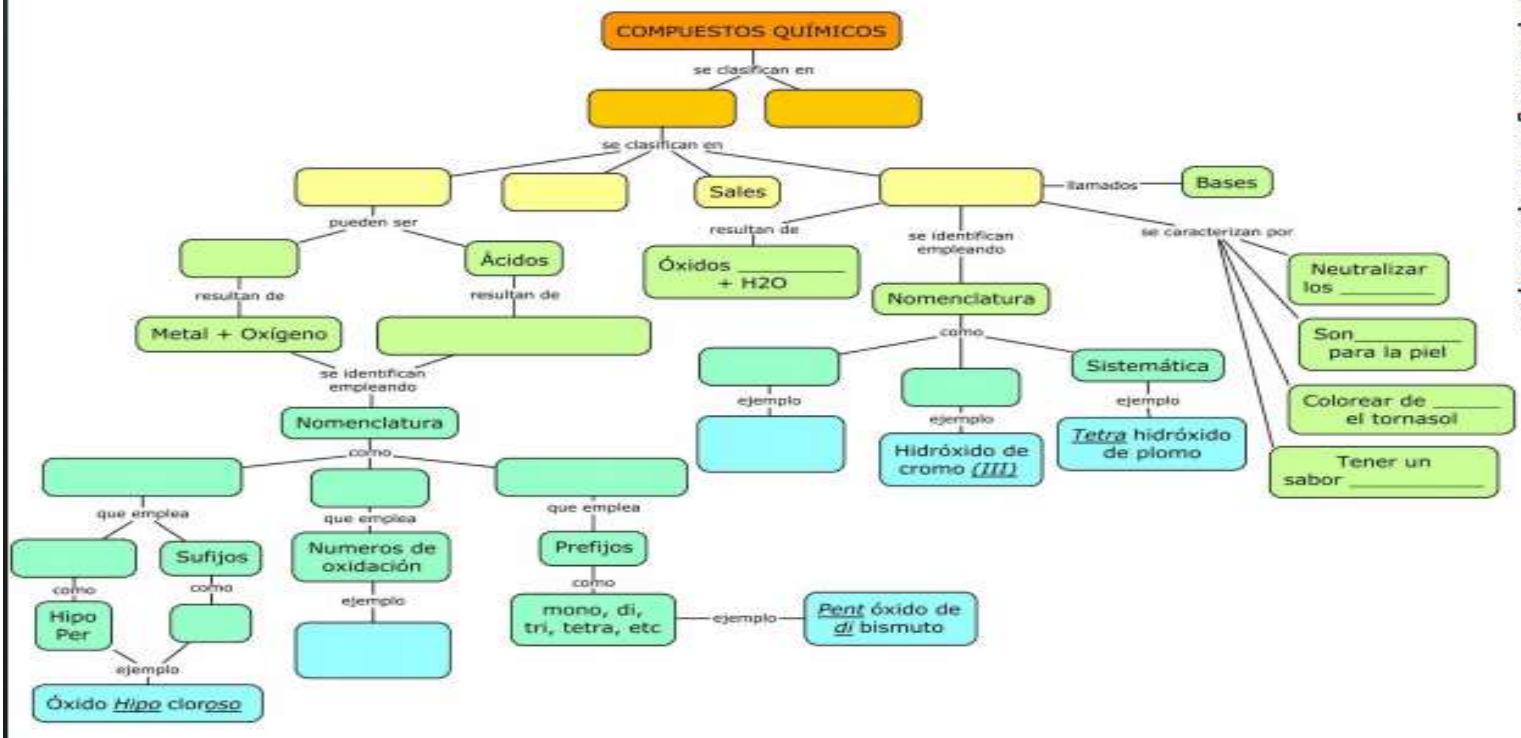 COMPUESTOS QUÍMICOS
se clasifican en
se clasifican en
Sales
llamados
Bases
pueden ser
Ácidos
resultan de
resultan de
Metal + Oxígeno
resultan de
Óxidos ________
+ H2O
se identifican
empleando
Nomenclatura
se caracterizan por
Neutralizar
los ________
Son________
para la piel
Colorear de _____
el tornasol
Tener un
sabor ____________
como
ejemplo
ejemplo
Hidróxido de
cromo (III)
Sistemática
ejemplo
Tetra hidróxido
de plomo
se identifican
empleando
Nomenclatura
como
que emplea
Sufijos
como
Hipo
Per
como
ejemplo
Óxido Hipo cloroso
que emplea
Numeros de
oxidación
ejemplo
que emplea
Prefijos
como
mono, di,
tri, tetra, etc
ejemplo
Pent óxido de
di bismuto